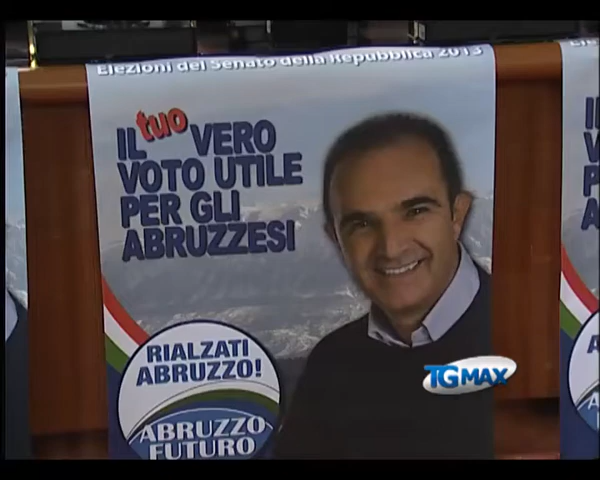 Elezioni del Senato della Repubblica 2013
IL tuo VERO
VOTO UTILE
PER GLI
ABRUZZESI
RIALZATI
ABRUZZO!
ABRUZZO
FUTURO
TGMAX